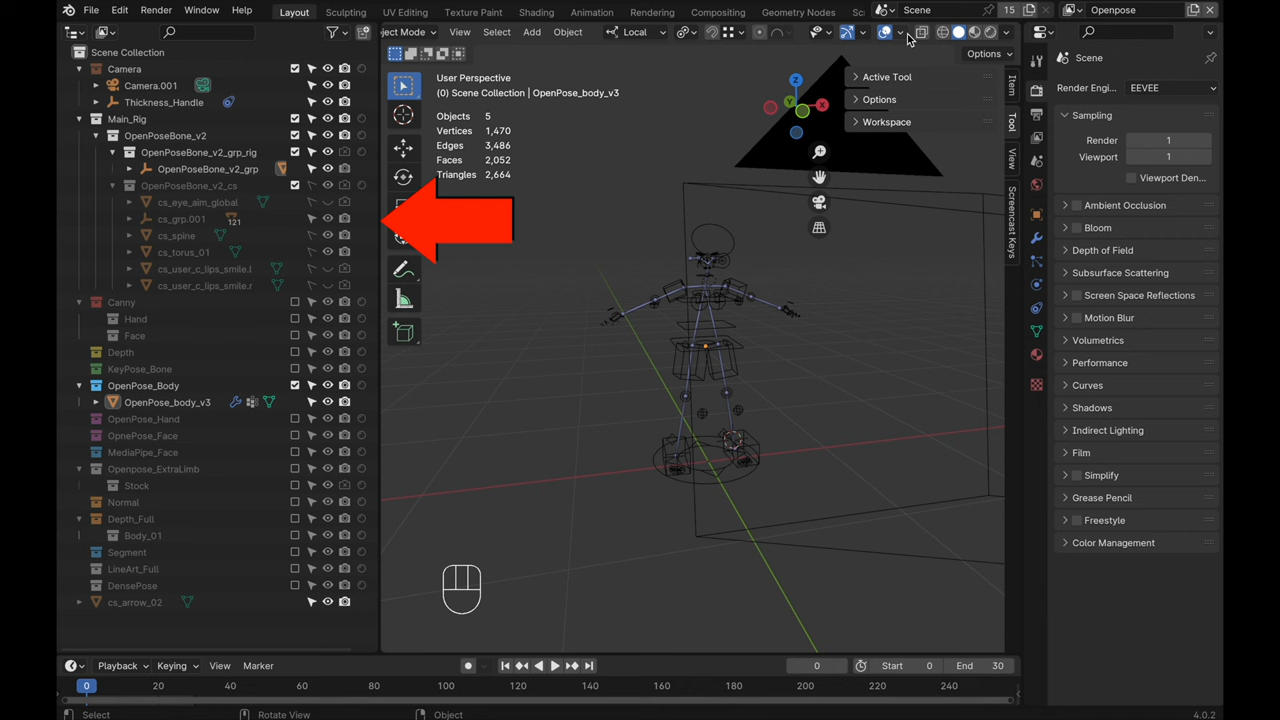 File Edit Render Window Help Layout Sculpting UV Editing Texture Paint Shading Animation Rendering Compositing Geometry Nodes Sc Scene 15 Openpose
ject Mode View Select Add Object Local
Options
Scene Collection
Camera
Camera.001
Thickness_Handle
Main_Rig
OpenPoseBone_v2
OpenPoseBone_v2_grp_rig
OpenPoseBone_v2_grp
OpenPoseBone_v2_cs
cs_eye_aim_global
cs_grp.001 121
cs_spine
cs_torus_01
cs_user_c_lips_smile.l
cs_user_c_lips_smile.r
Canny
Hand
Face
Depth
KeyPose_Bone
OpenPose_Body
OpenPose_body_v3
OpenPose_Hand
OpnePose_Face
MediaPipe_Face
Openpose_ExtraLimb
Stock
Normal
Depth_Full
Body_01
Segment
LineArt_Full
DensePose
cs_arrow_02
User Perspective
(0) Scene Collection | OpenPose_body_v3
Objects 5
Vertices 1,470
Edges 3,486
Faces 2,052
Triangles 2,664
Z
Y
X
Active Tool
Options
Workspace
Item
Tool
View
Screencast Keys
Scene
Render Engi... EEVEE
Sampling
Render 1
Viewport 1
Viewport Den...
Ambient Occlusion
Bloom
Depth of Field
Subsurface Scattering
Screen Space Reflections
Motion Blur
Volumetrics
Performance
Curves
Shadows
Indirect Lighting
Film
Simplify
Grease Pencil
Freestyle
Color Management
Playback Keying View Marker 0 Start 0 End 30
0 20 40 60 80 100 120 140 160 180 200 220 240
Select Rotate View Object 4.0.2